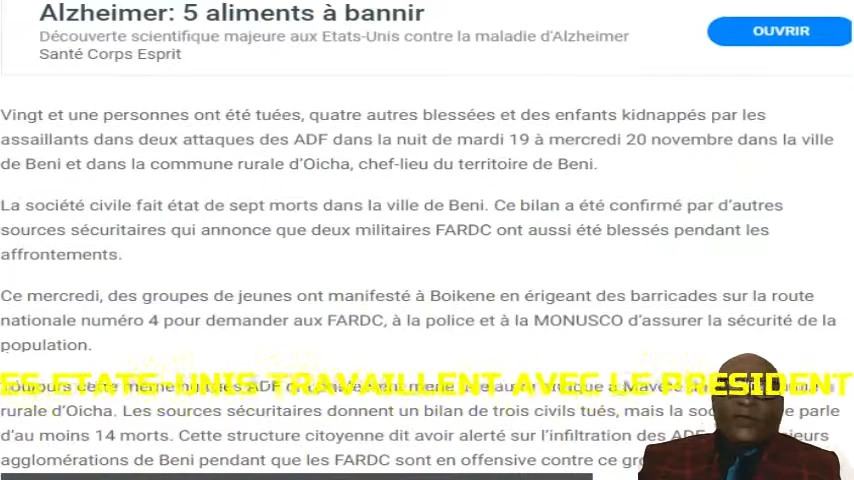 Alzheimer: 5 aliments à bannir
Découverte scientifique majeure aux Etats-Unis contre la maladie d'Alzheimer
Santé Corps Esprit
OUVRIR
Vingt et une personnes ont été tuées, quatre autres blessées et des enfants kidnappés par les
assaillants dans deux attaques des ADF dans la nuit de mardi 19 à mercredi 20 novembre dans la ville
de Beni et dans la commune rurale d'Oicha, chef-lieu du territoire de Beni.
La société civile fait état de sept morts dans la ville de Beni. Ce bilan a été confirmé par d'autres
sources sécuritaires qui annonce que deux militaires FARDC ont aussi été blessés pendant les
affrontements.
Ce mercredi, des groupes de jeunes ont manifesté à Boikene en érigeant des barricades sur la route
nationale numéro 4 pour demander aux FARDC, à la police et à la MONUSCO d'assurer la sécurité de la
population.
ES ETATS-UNIS TRAVAILLENT AVEC LE PRESIDENT
Toujours cette même nuit des ADF
rurale d'Oicha. Les sources sécuritaires donnent un bilan de trois civils tués, mais la parle
d'au moins 14 morts. Cette structure citoyenne dit avoir alerté sur l'infiltration des ADF
agglomérations de Beni pendant que les FARDC sont en offensive contre ce